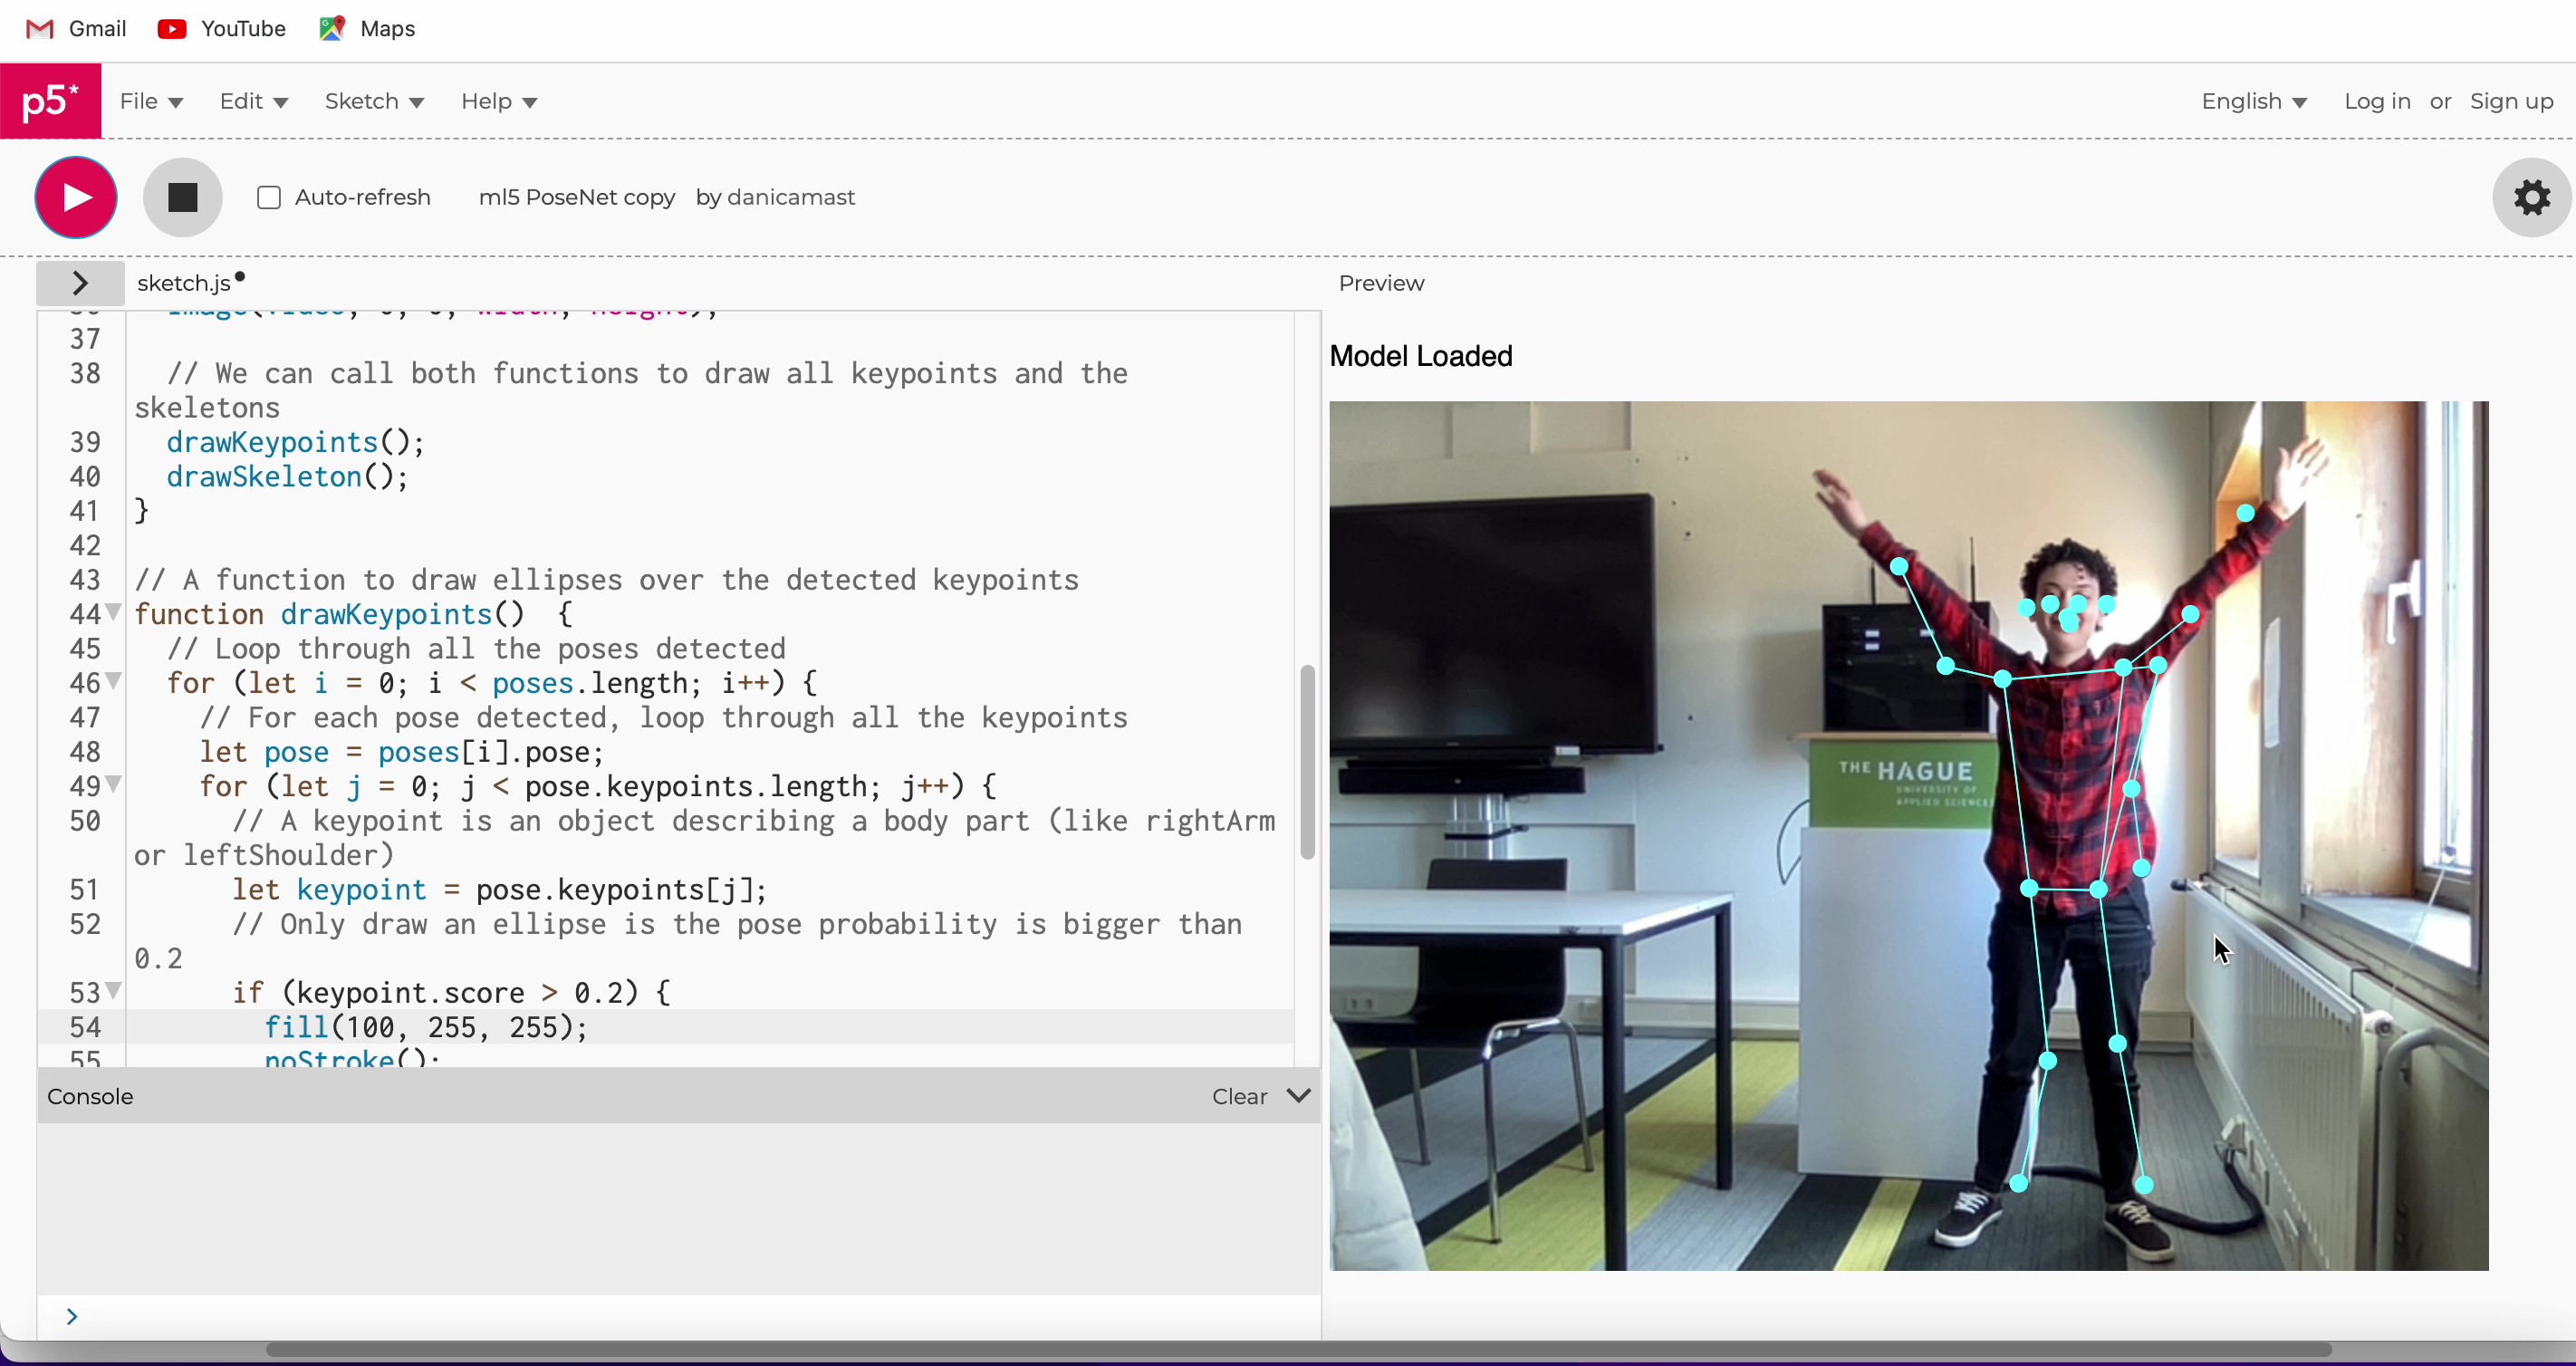 Gmail YouTube Maps
p5* File Edit Sketch Help English Log in or Sign up
Auto-refresh ml5 PoseNet copy by danicamast
sketch.js
Preview
image(video, 0, 0, width, height);
37
38 // We can call both functions to draw all keypoints and the
skeletons
39 drawKeypoints();
40 drawSkeleton();
41 }
42
43 // A function to draw ellipses over the detected keypoints
44 function drawKeypoints()  {
45 // Loop through all the poses detected
46 for (let i = 0; i < poses.length; i++) {
47 // For each pose detected, loop through all the keypoints
48 let pose = poses[i].pose;
49 for (let j = 0; j < pose.keypoints.length; j++) {
50 // A keypoint is an object describing a body part (like rightArm
or leftShoulder)
51 let keypoint = pose.keypoints[j];
52 // Only draw an ellipse is the pose probability is bigger than
0.2
53 if (keypoint.score > 0.2) {
54 fill(100, 255, 255);
55 noStroke();
Console Clear
>
Model Loaded
THE HAGUE
UNIVERSITY OF
APPLIED SCIENCES